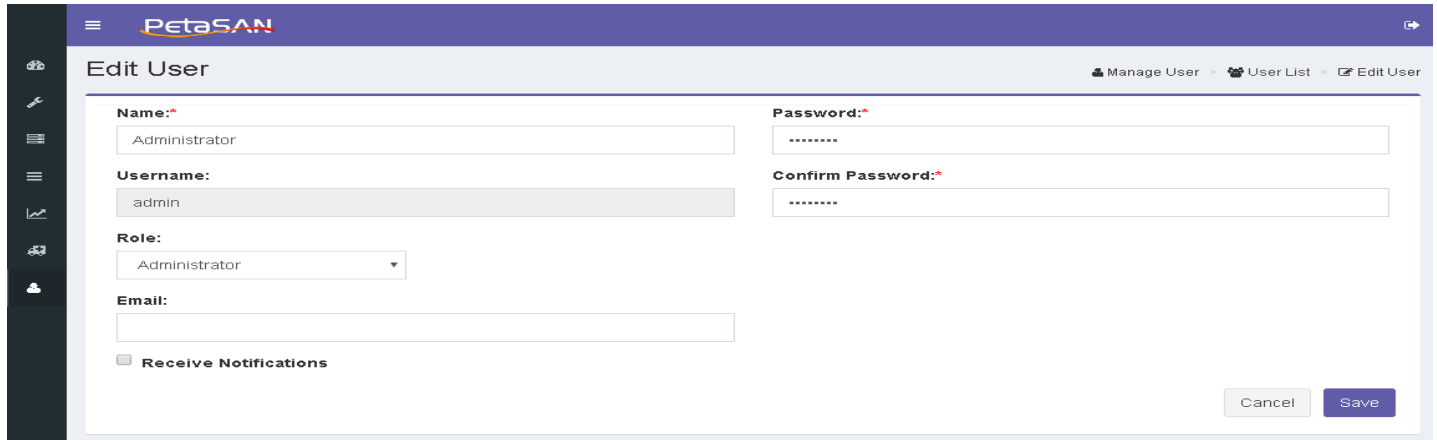 PetaSAN
Edit User
Manage User > User List > Edit User
Name:*
Administrator
Password:*
••••••••
Username:
admin
Confirm Password:*
••••••••
Role:
Administrator
Email:
Receive Notifications
Cancel
Save